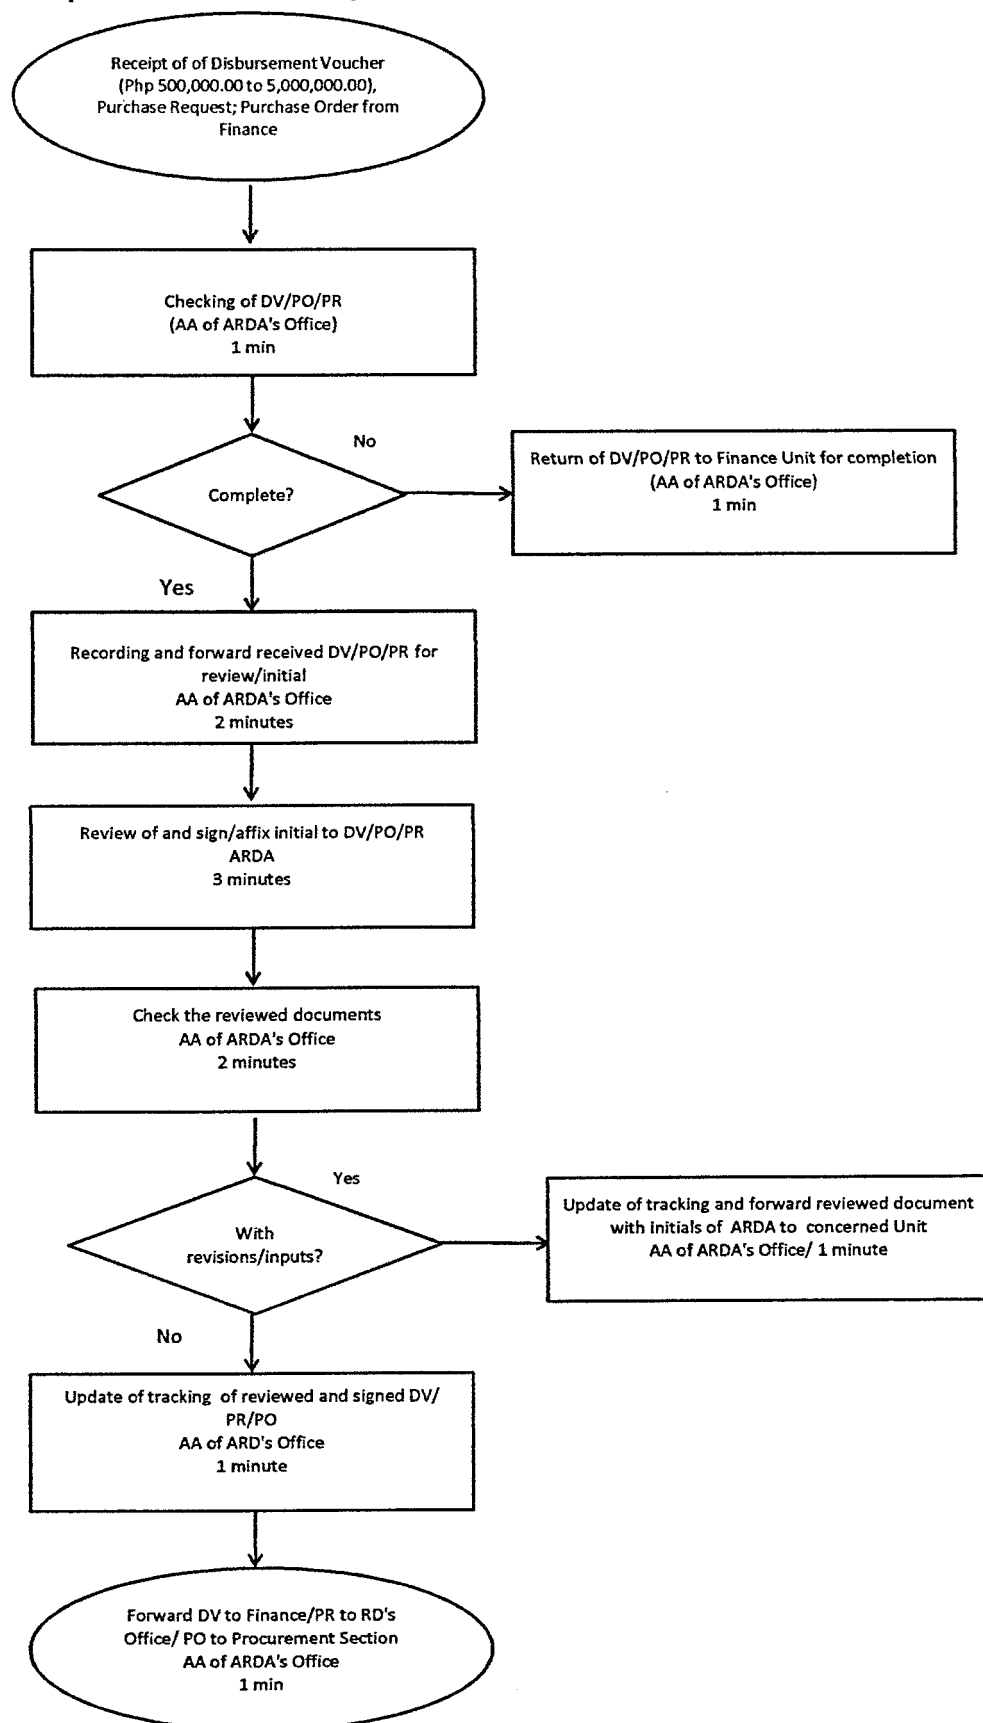 Receipt of of Disbursement Voucher
(Php 500,000.00 to 5,000,000.00),
Purchase Request; Purchase Order from
Finance
Checking of DV/PO/PR
(AA of ARDA's Office)
1 min
No
Complete?
Return of DV/PO/PR to Finance Unit for completion
(AA of ARDA's Office)
1 min
Yes
Recording and forward received DV/PO/PR for
review/initial
AA of ARDA's Office
2 minutes
Review of and sign/affix initial to DV/PO/PR
ARDA
3 minutes
Check the reviewed documents
AA of ARDA's Office
2 minutes
Yes
With
revisions/inputs?
Update of tracking and forward reviewed document
with initials of ARDA to concerned Unit
AA of ARDA's Office/ 1 minute
No
Update of tracking of reviewed and signed DV/
PR/PO
AA of ARD's Office
1 minute
Forward DV to Finance/PR to RD's
Office/ PO to Procurement Section
AA of ARDA's Office
1 min